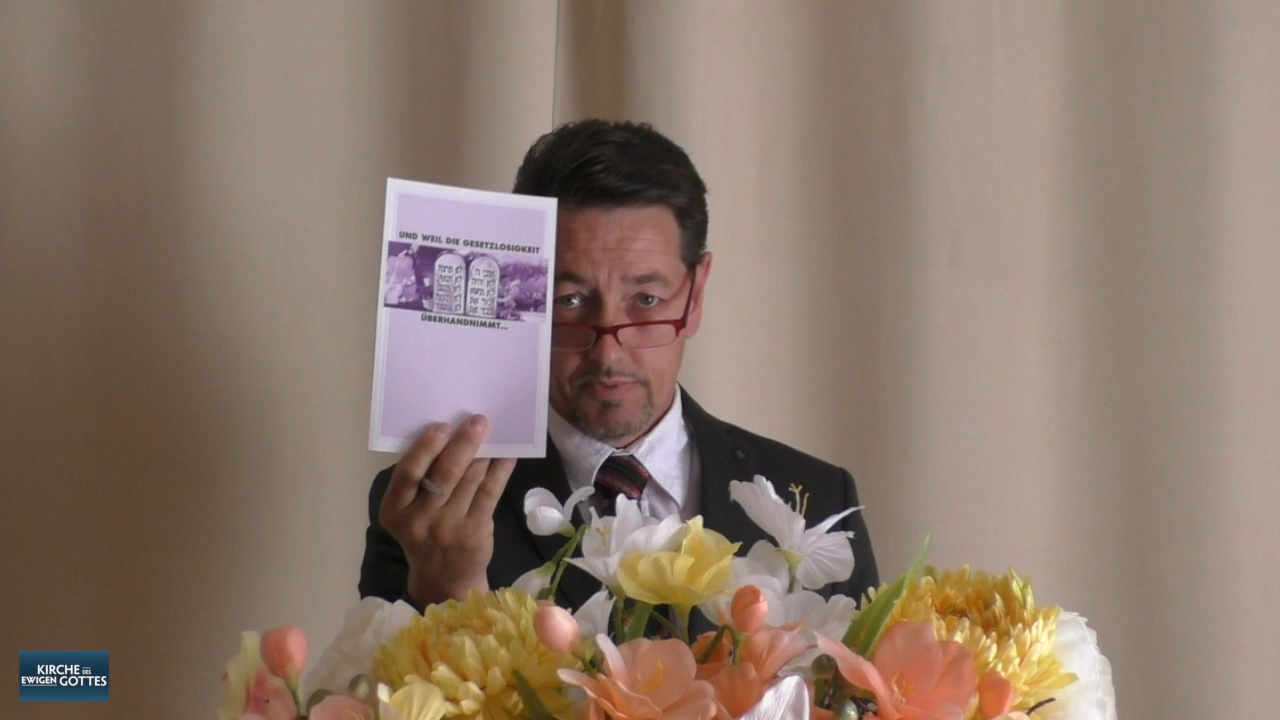 UND WEIL DIE GESETZLOSIGKEIT
ÜBERHANDNIMMT...
KIRCHE DES
EWIGEN GOTTES